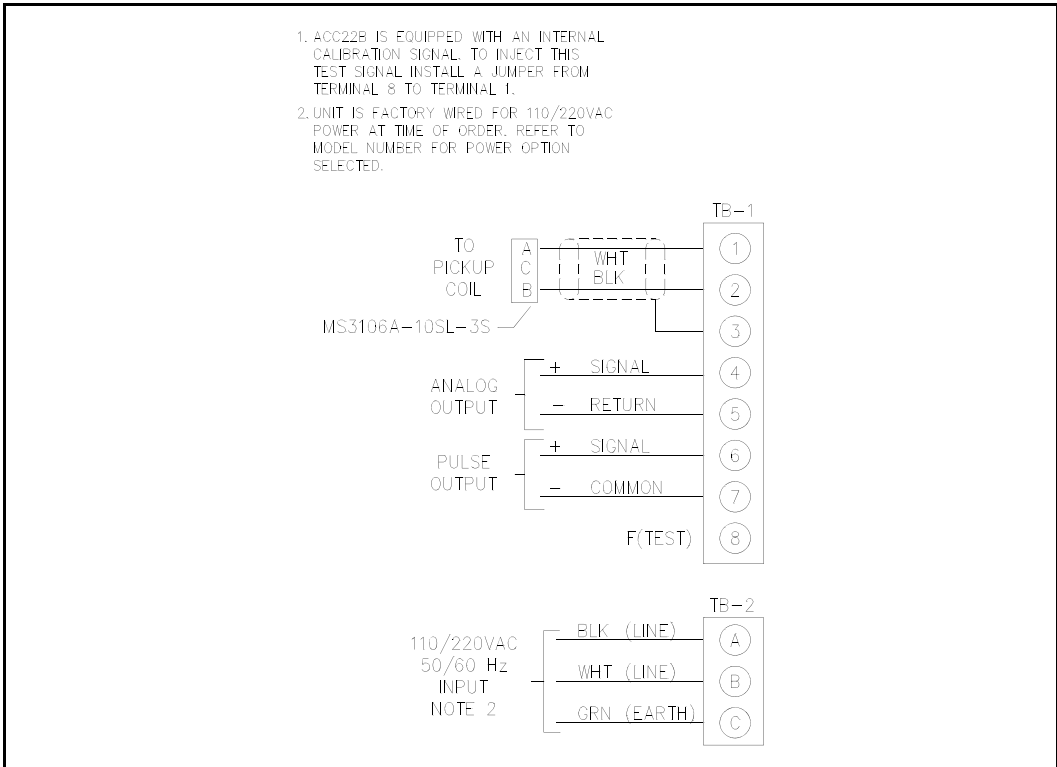 1. ACC22B IS EQUIPPED WITH AN INTERNAL
CALIBRATION SIGNAL. TO INJECT THIS
TEST SIGNAL INSTALL A JUMPER FROM
TERMINAL 8 TO TERMINAL 1.
2. UNIT IS FACTORY WIRED FOR 110/220VAC
POWER AT TIME OF ORDER. REFER TO
MODEL NUMBER FOR POWER OPTION
SELECTED.
TB-1
TO
PICKUP
COIL
A
C
B
WHT
BLK
1
2
3
MS3106A-10SL-3S
ANALOG
OUTPUT
+ SIGNAL
4
- RETURN
5
PULSE
OUTPUT
+ SIGNAL
6
- COMMON
7
F(TEST)
8
TB-2
110/220VAC
50/60 Hz
INPUT
NOTE 2
BLK (LINE)
A
WHT (LINE)
B
GRN (EARTH)
C